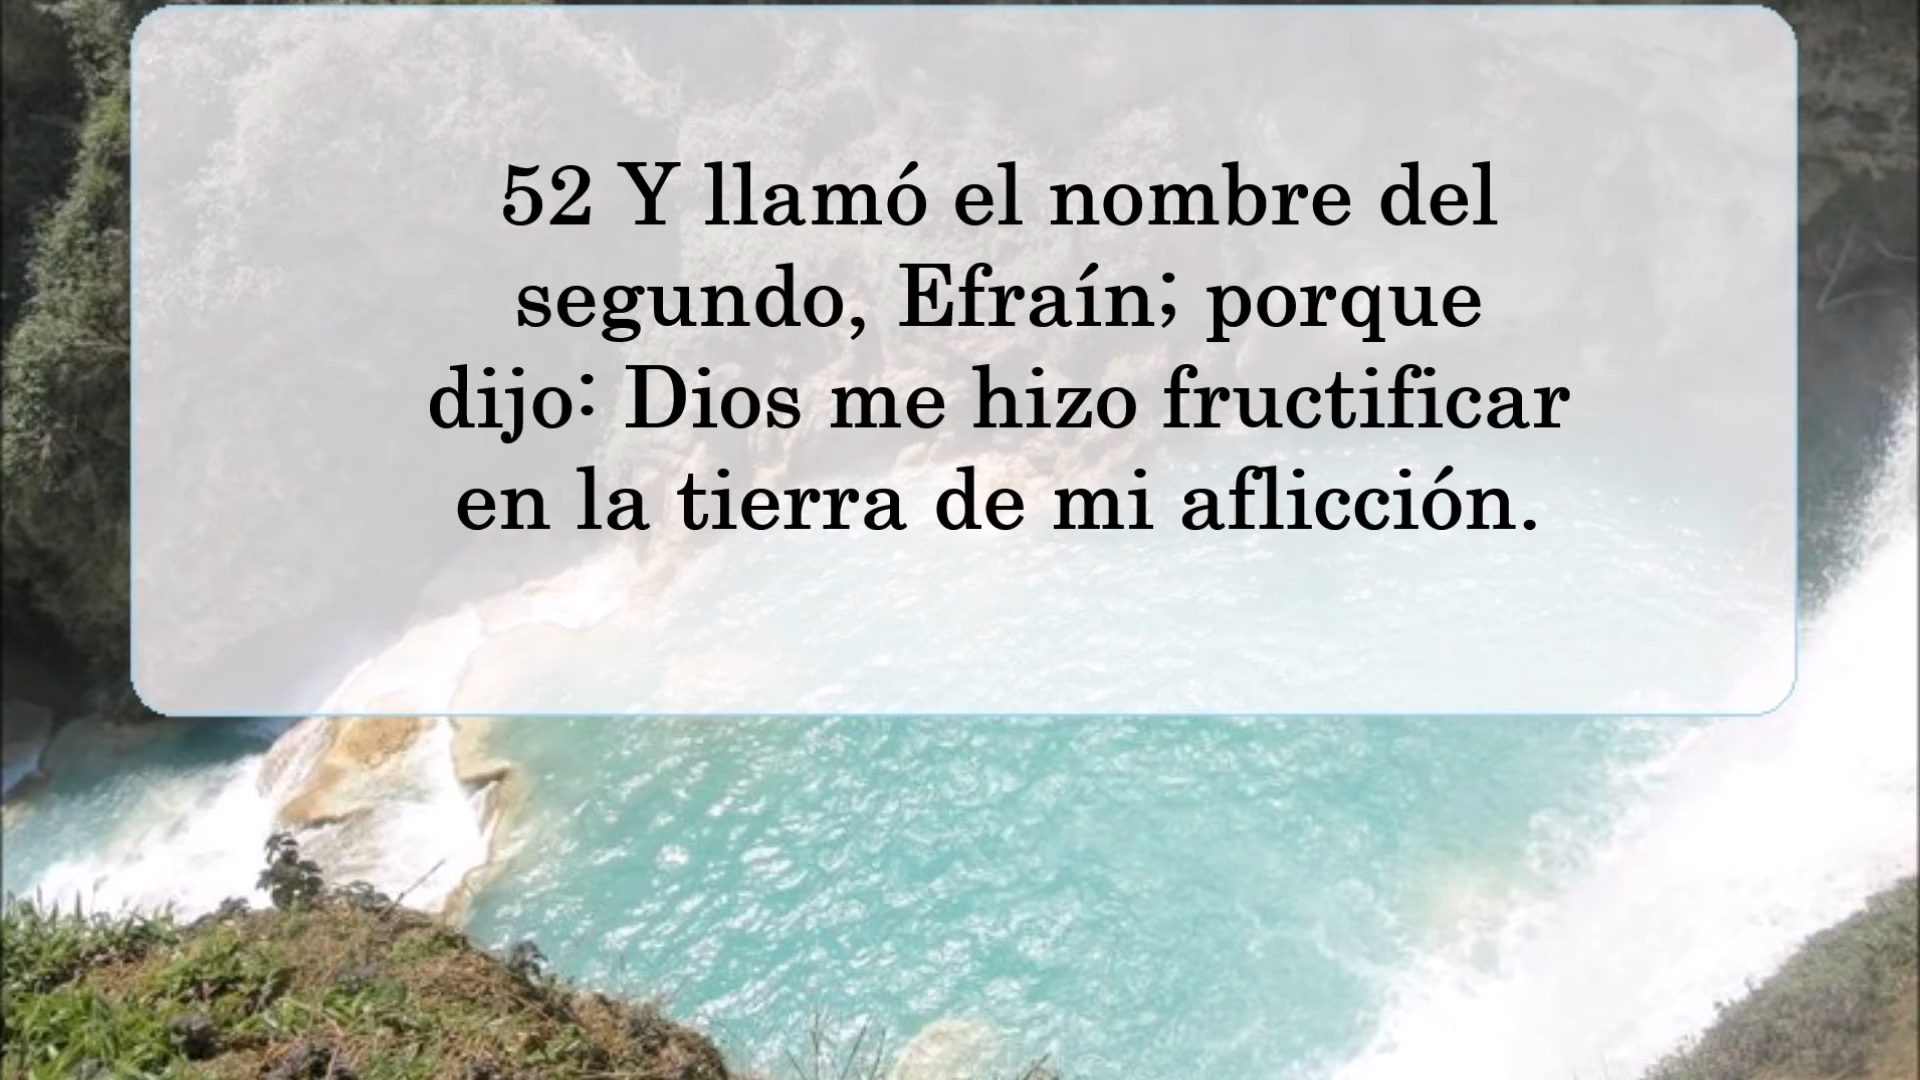 52 Y llamó el nombre del
segundo, Efraín; porque
dijo: Dios me hizo fructificar
en la tierra de mi aflicción.